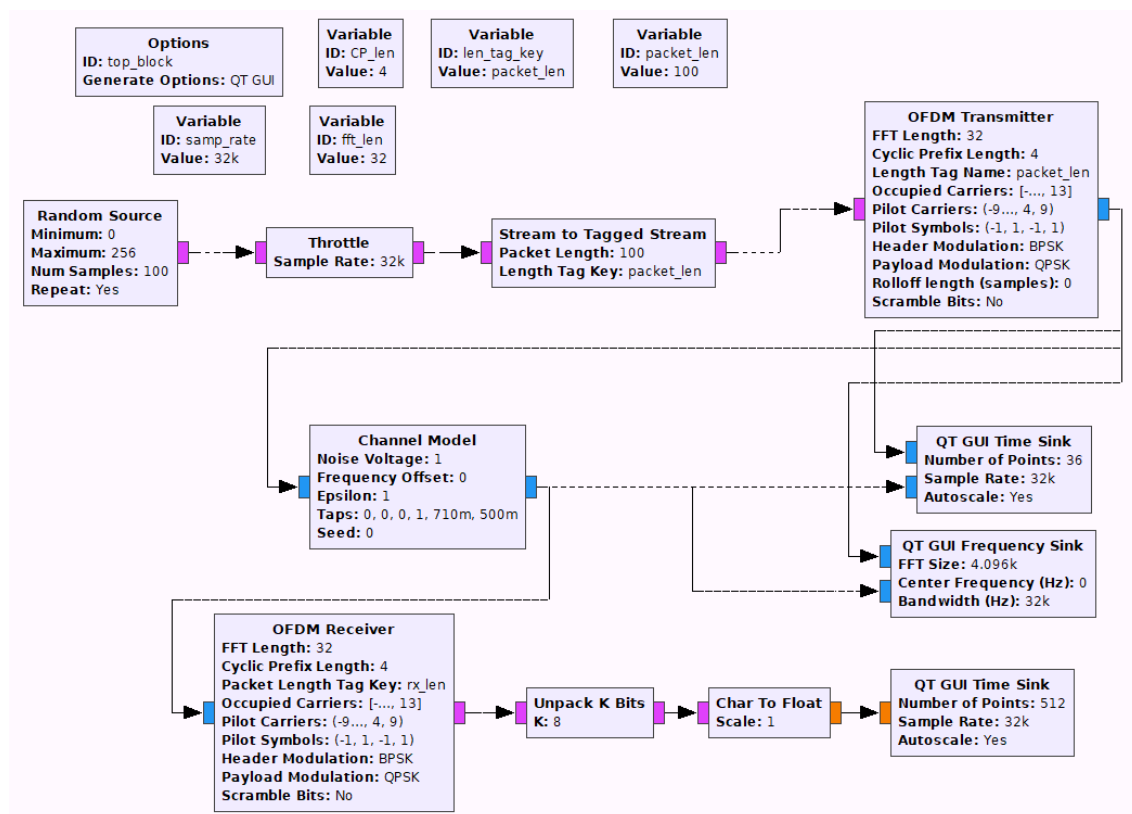 Options
ID: top_block
Generate Options: QT GUI
Variable
ID: CP_len
Value: 4
Variable
ID: len_tag_key
Value: packet_len
Variable
ID: packet_len
Value: 100
Variable
ID: samp_rate
Value: 32k
Variable
ID: fft_len
Value: 32
OFDM Transmitter
FFT Length: 32
Cyclic Prefix Length: 4
Length Tag Name: packet_len
Occupied Carriers: [-..., 13]
Pilot Carriers: (-9..., 4, 9)
Pilot Symbols: (-1, 1, -1, 1)
Header Modulation: BPSK
Payload Modulation: QPSK
Rolloff length (samples): 0
Scramble Bits: No
Random Source
Minimum: 0
Maximum: 256
Num Samples: 100
Repeat: Yes
Throttle
Sample Rate: 32k
Stream to Tagged Stream
Packet Length: 100
Length Tag Key: packet_len
Channel Model
Noise Voltage: 1
Frequency Offset: 0
Epsilon: 1
Taps: 0, 0, 0, 1, 710m, 500m
Seed: 0
QT GUI Time Sink
Number of Points: 36
Sample Rate: 32k
Autoscale: Yes
QT GUI Frequency Sink
FFT Size: 4.096k
Center Frequency (Hz): 0
Bandwidth (Hz): 32k
OFDM Receiver
FFT Length: 32
Cyclic Prefix Length: 4
Packet Length Tag Key: rx_len
Occupied Carriers: [-..., 13]
Pilot Carriers: (-9..., 4, 9)
Pilot Symbols: (-1, 1, -1, 1)
Header Modulation: BPSK
Payload Modulation: QPSK
Scramble Bits: No
Unpack K Bits
K: 8
Char To Float
Scale: 1
QT GUI Time Sink
Number of Points: 512
Sample Rate: 32k
Autoscale: Yes